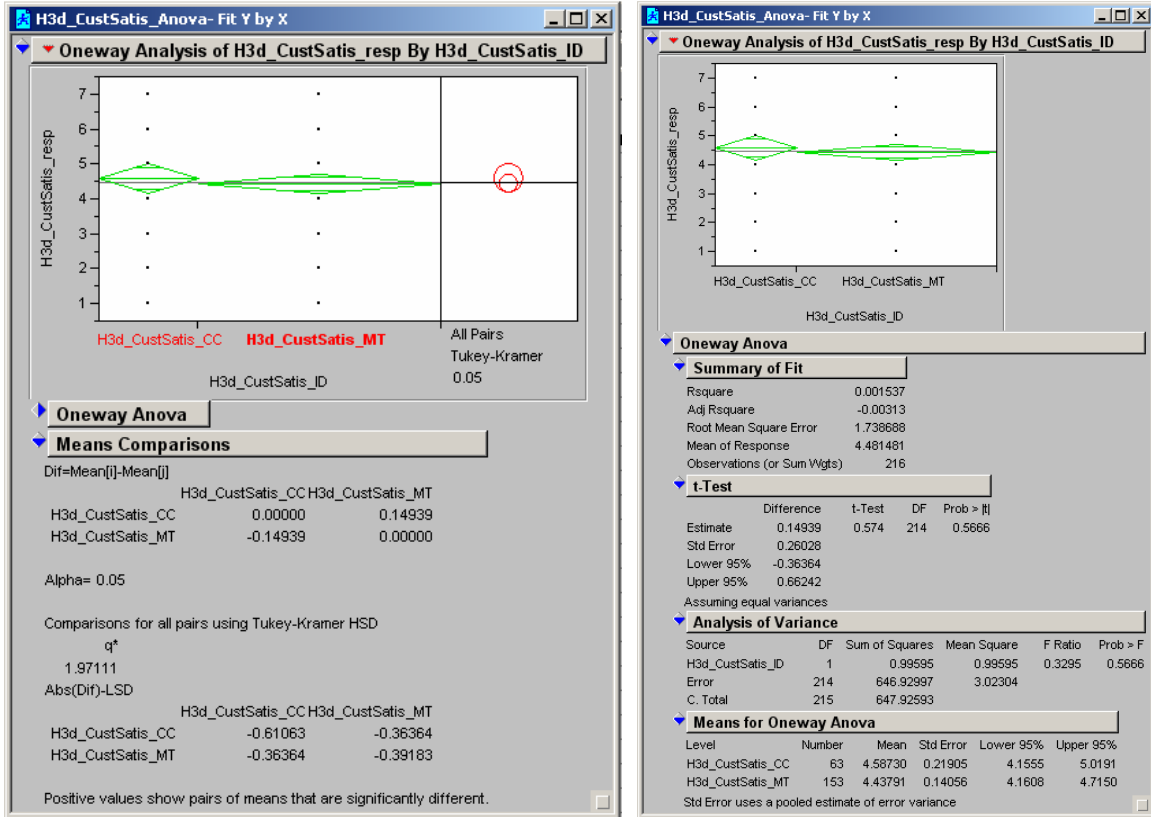 H3d_CustSatis_Anova- Fit Y by X
Oneway Analysis of H3d_CustSatis_resp By H3d_CustSatis_ID
H3d_CustSatis_resp
7
6
5
4
3
2
1
H3d_CustSatis_CC H3d_CustSatis_MT
All Pairs
Tukey-Kramer
0.05
H3d_CustSatis_ID
Oneway Anova
Means Comparisons
Dif=Mean[i]-Mean[j]
H3d_CustSatis_CC H3d_CustSatis_MT
H3d_CustSatis_CC 0.00000 0.14939
H3d_CustSatis_MT -0.14939 0.00000
Alpha= 0.05
Comparisons for all pairs using Tukey-Kramer HSD
q*
1.97111
Abs(Dif)-LSD
H3d_CustSatis_CC H3d_CustSatis_MT
H3d_CustSatis_CC -0.61063 -0.36364
H3d_CustSatis_MT -0.36364 -0.39183
Positive values show pairs of means that are significantly different.
H3d_CustSatis_Anova- Fit Y by X
Oneway Analysis of H3d_CustSatis_resp By H3d_CustSatis_ID
H3d_CustSatis_resp
7
6
5
4
3
2
1
H3d_CustSatis_CC H3d_CustSatis_MT
H3d_CustSatis_ID
Oneway Anova
Summary of Fit
Rsquare 0.001537
Adj Rsquare -0.00313
Root Mean Square Error 1.738688
Mean of Response 4.481481
Observations (or Sum Wgts) 216
t-Test
Difference t-Test DF Prob > |t|
Estimate 0.14939 0.574 214 0.5666
Std Error 0.26028
Lower 95% -0.36364
Upper 95% 0.66242
Assuming equal variances
Analysis of Variance
Source DF Sum of Squares Mean Square F Ratio Prob > F
H3d_CustSatis_ID 1 0.99595 0.99595 0.3295 0.5666
Error 214 646.92997 3.02304
C. Total 215 647.92593
Means for Oneway Anova
Level Number Mean Std Error Lower 95% Upper 95%
H3d_CustSatis_CC 63 4.58730 0.21905 4.1555 5.0191
H3d_CustSatis_MT 153 4.43791 0.14056 4.1608 4.7150
Std Error uses a pooled estimate of error variance